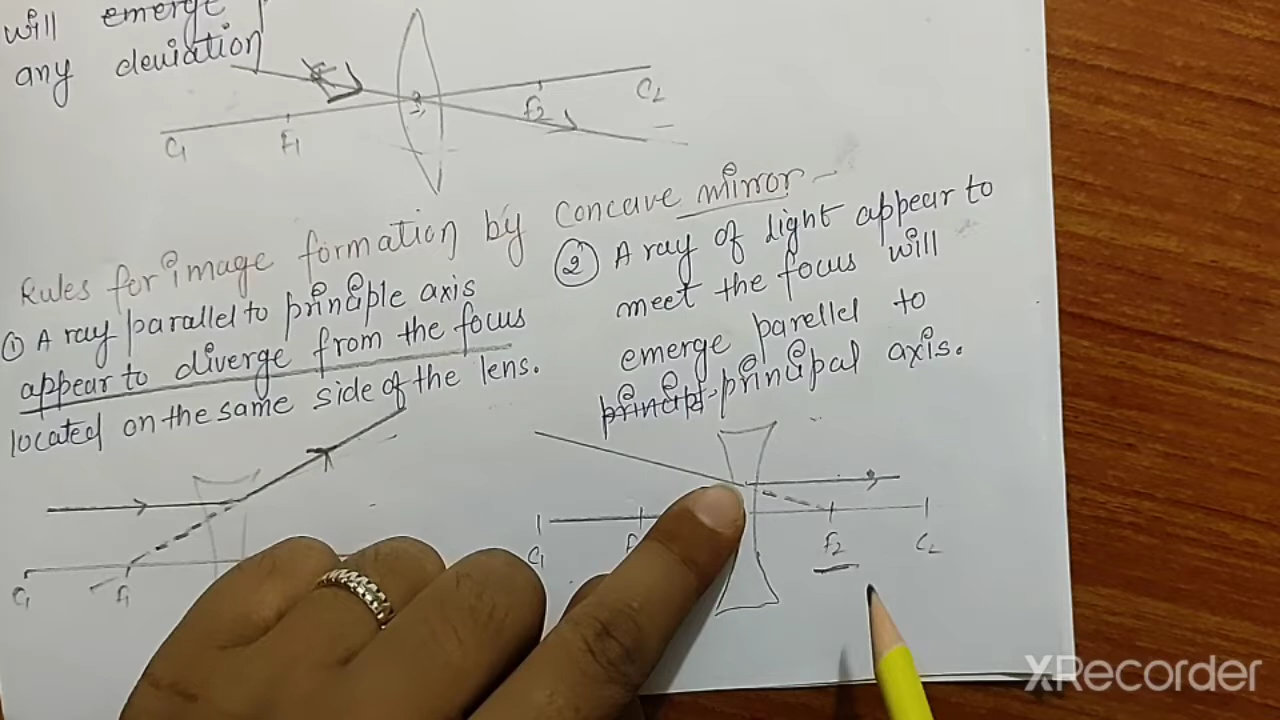 will emerge
any deviation
C1 F1 F2 C2
Rules for image formation by concave mirror -
① A ray parallel to principle axis
appear to diverge from the focus
located on the same side of the lens.
② A ray of light appear to
meet the focus will
emerge parellel to
principal axis.
C1 F1
C1 F2 C2
XRecorder